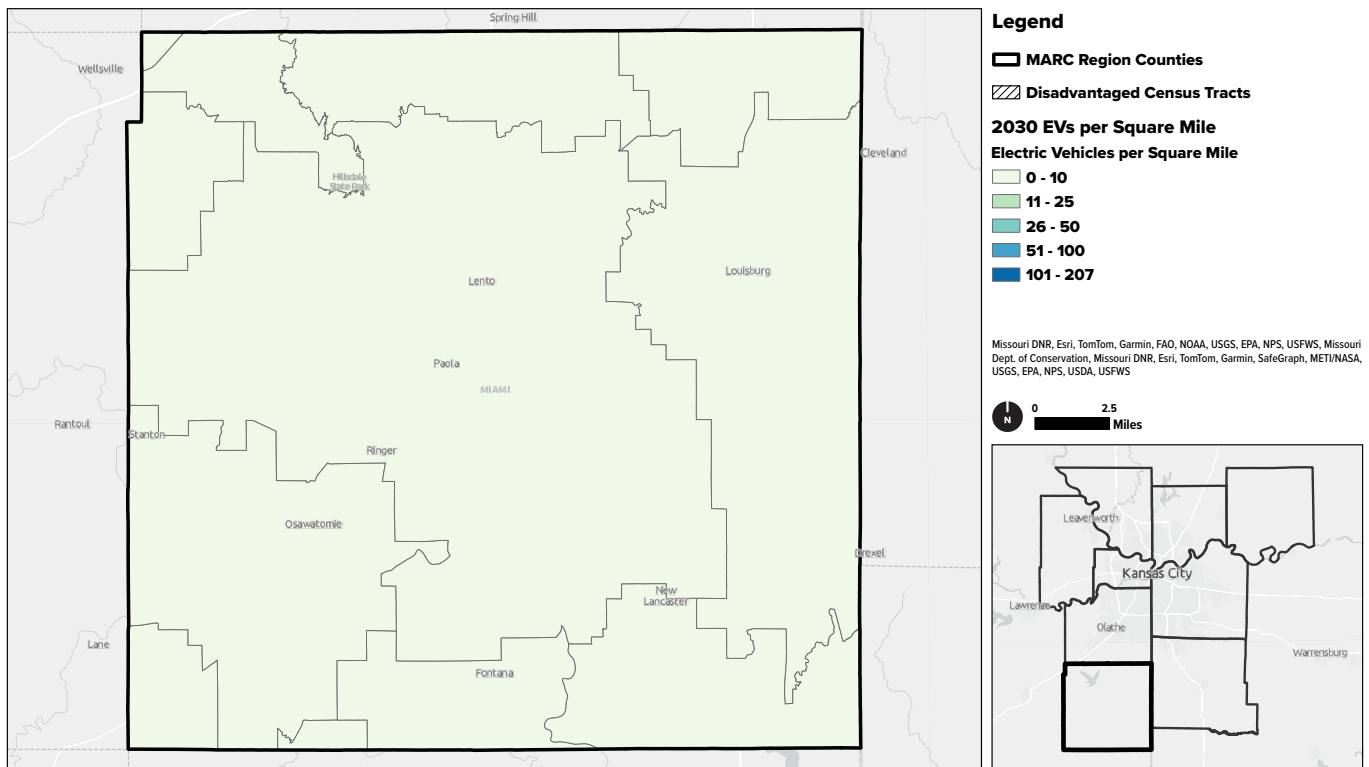 Spring Hill
Wellsville
Cleveland
Hillsdale
State Park
Louisburg
Lento
Paola
MIAMI
Rantoul
Stanton
Ringer
Osawatomie
Drexel
New
Lancaster
Lane
Fontana
Legend
MARC Region Counties
Disadvantaged Census Tracts
2030 EVs per Square Mile
Electric Vehicles per Square Mile
0 - 10
11 - 25
26 - 50
51 - 100
101 - 207
Missouri DNR, Esri, TomTom, Garmin, FAO, NOAA, USGS, EPA, NPS, USFWS, Missouri
Dept. of Conservation, Missouri DNR, Esri, TomTom, Garmin, SafeGraph, METI/NASA,
USGS, EPA, NPS, USDA, USFWS
N
0 2.5
Miles
Leavenworth
Kansas City
Lawrence
Olathe
Warrensburg